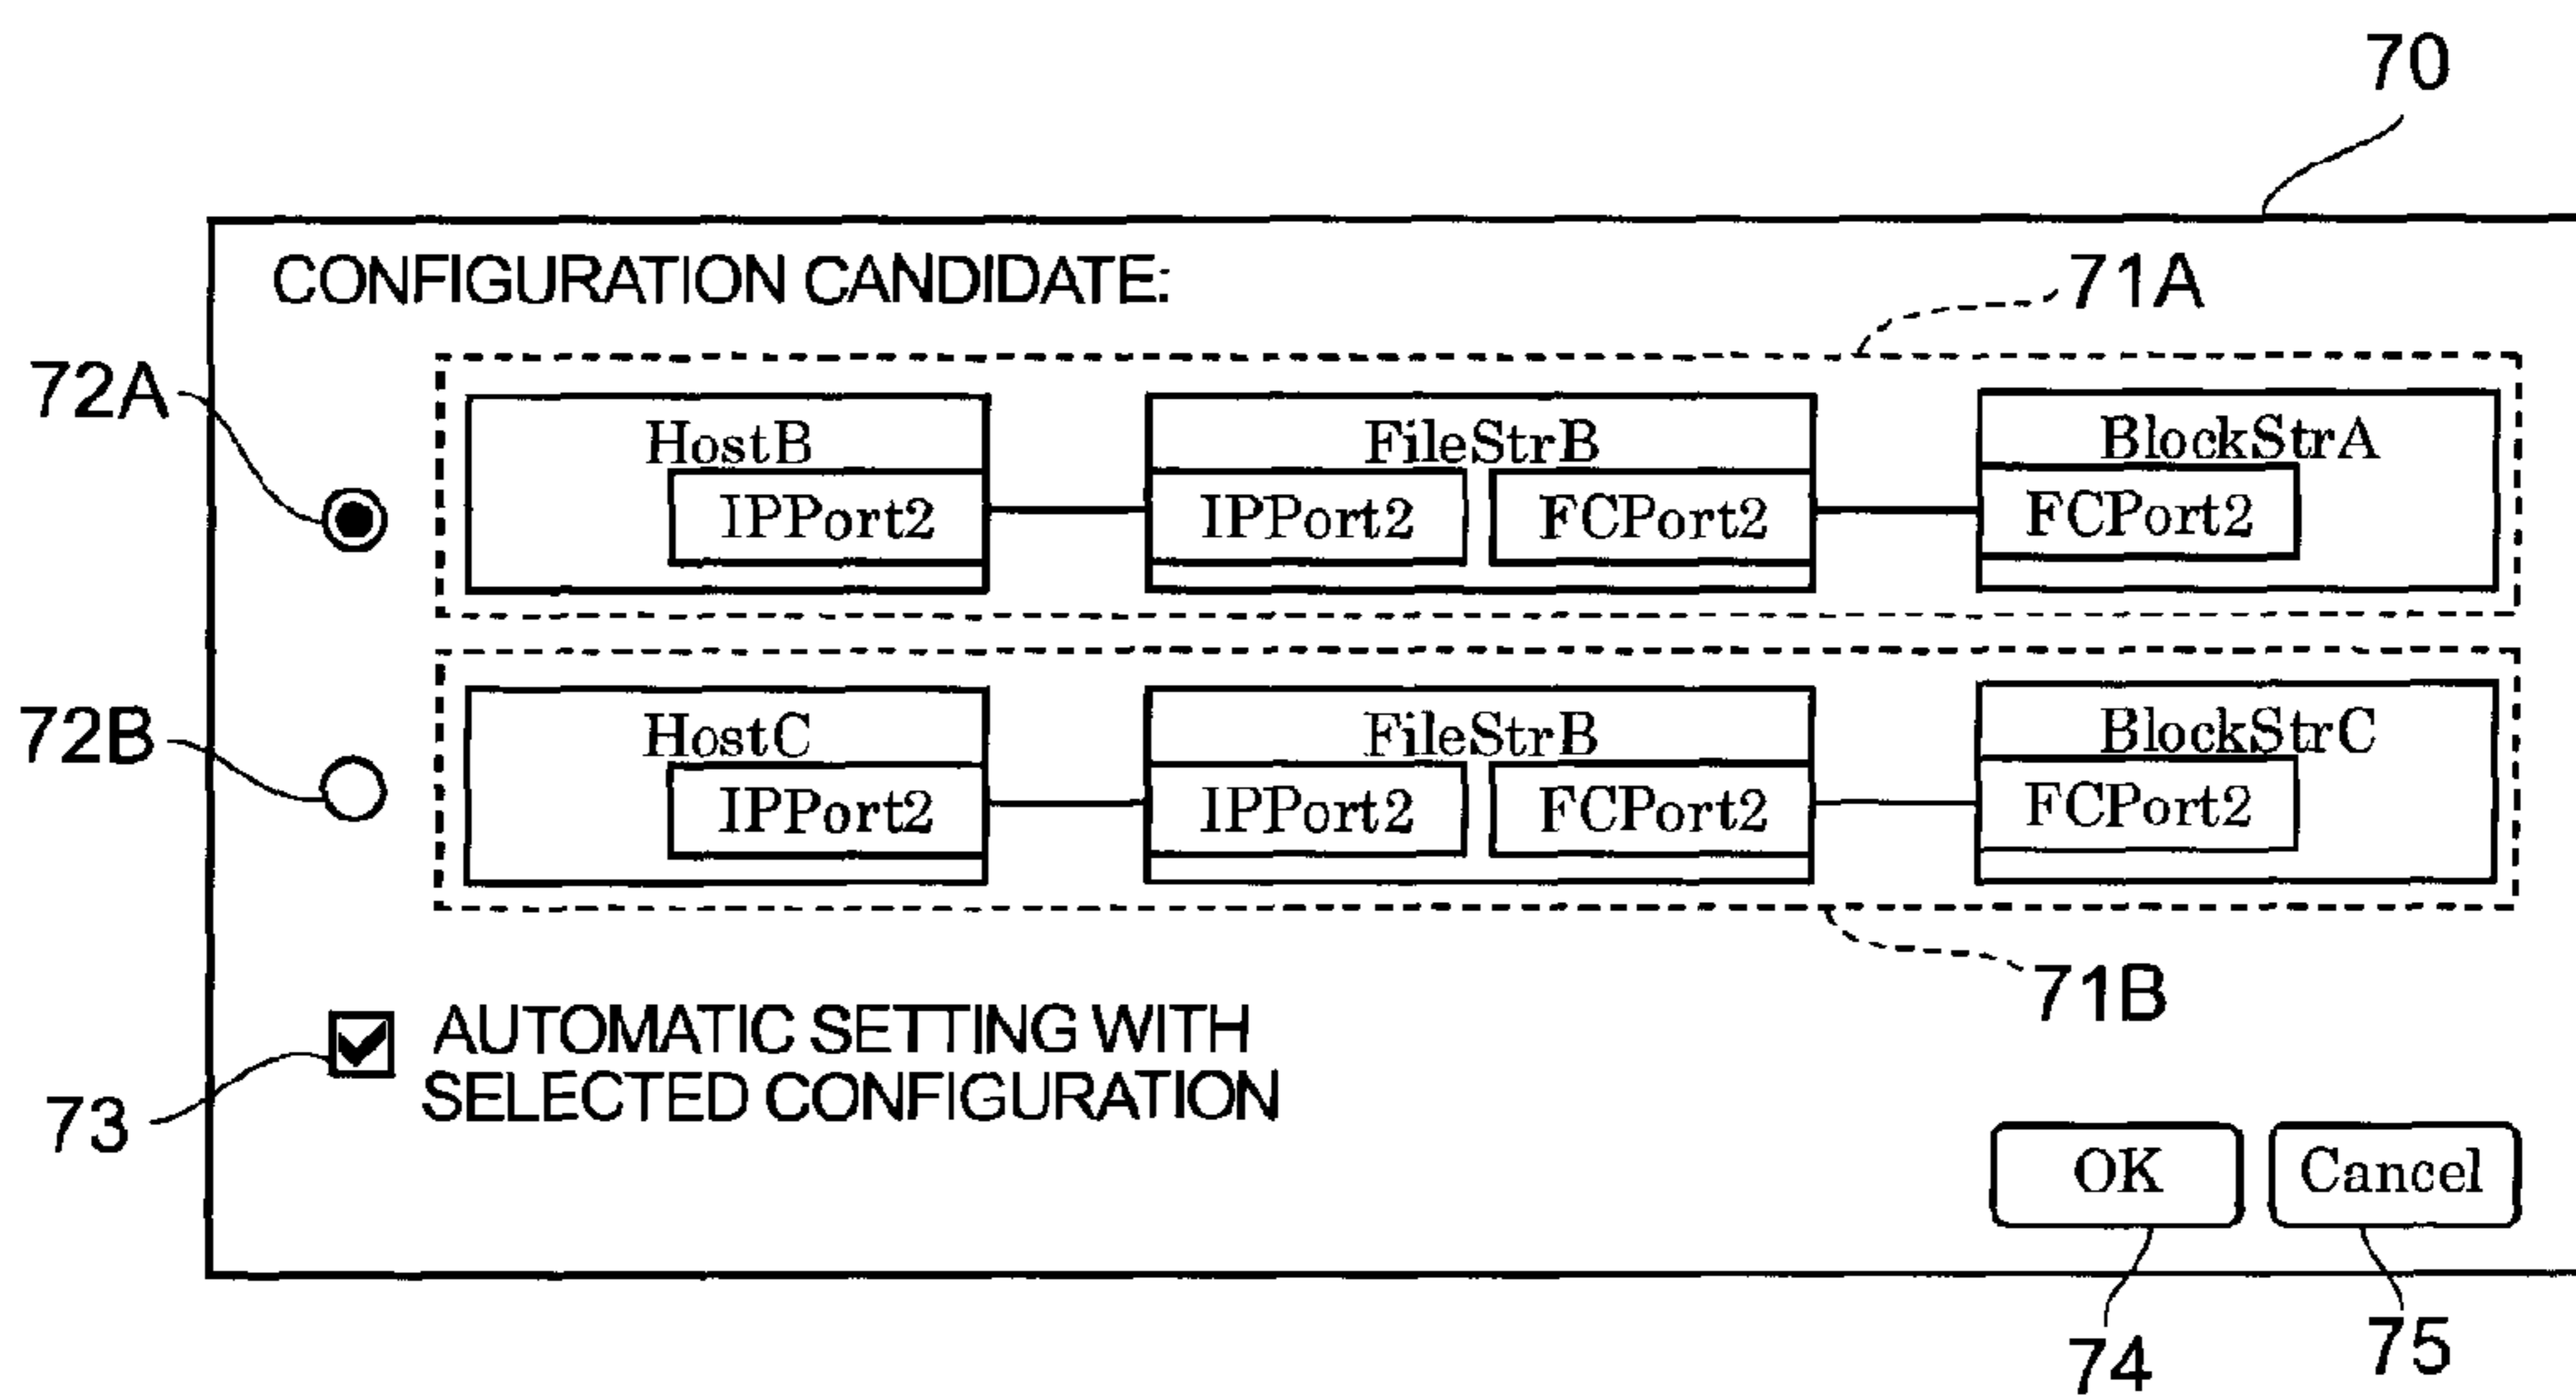 70
CONFIGURATION CANDIDATE:
71A
72A
HostB
FileStrB
BlockStrA
IPPort2
IPPort2
FCPort2
FCPort2
72B
HostC
FileStrB
BlockStrC
IPPort2
IPPort2
FCPort2
FCPort2
71B
AUTOMATIC SETTING WITH
SELECTED CONFIGURATION
73
OK
Cancel
74
75